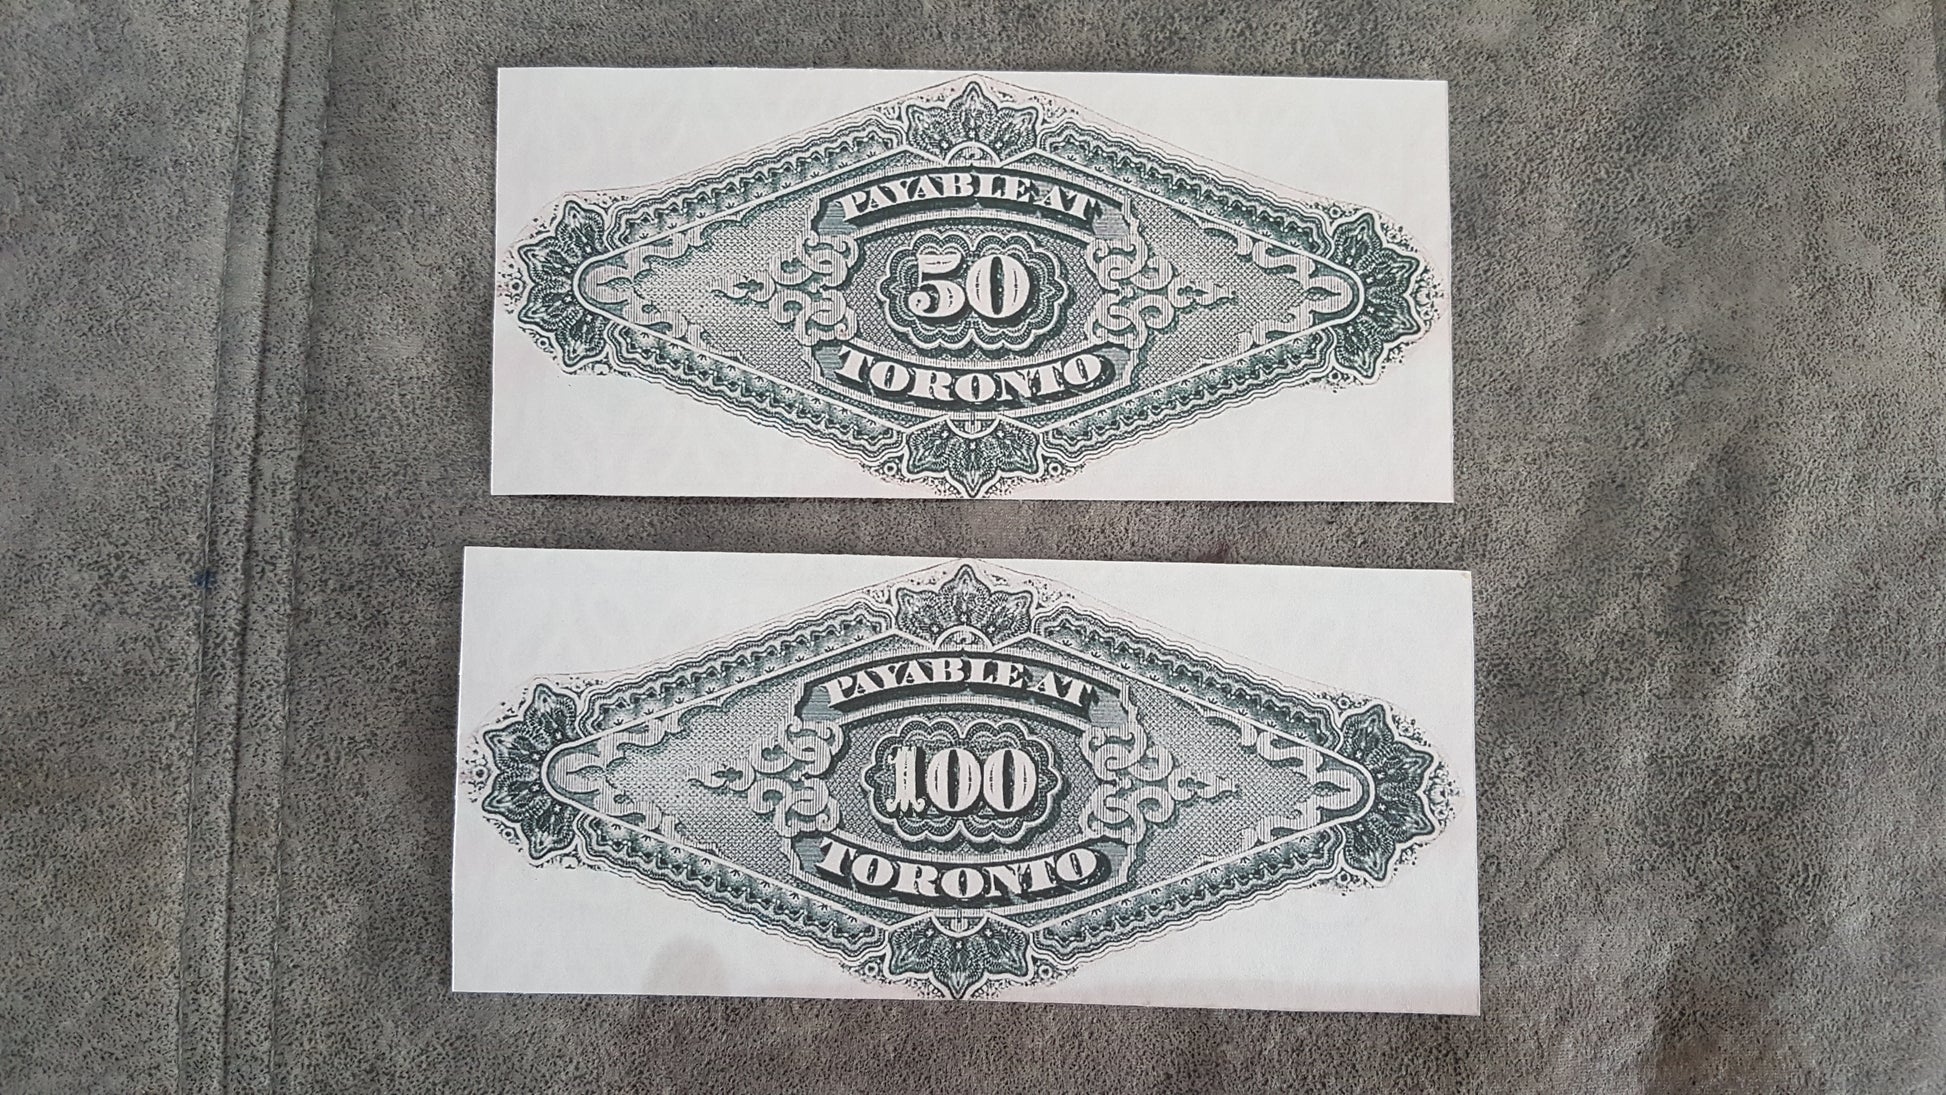 PAYABLE AT
50
TORONTO
PAYABLE AT
100
TORONTO